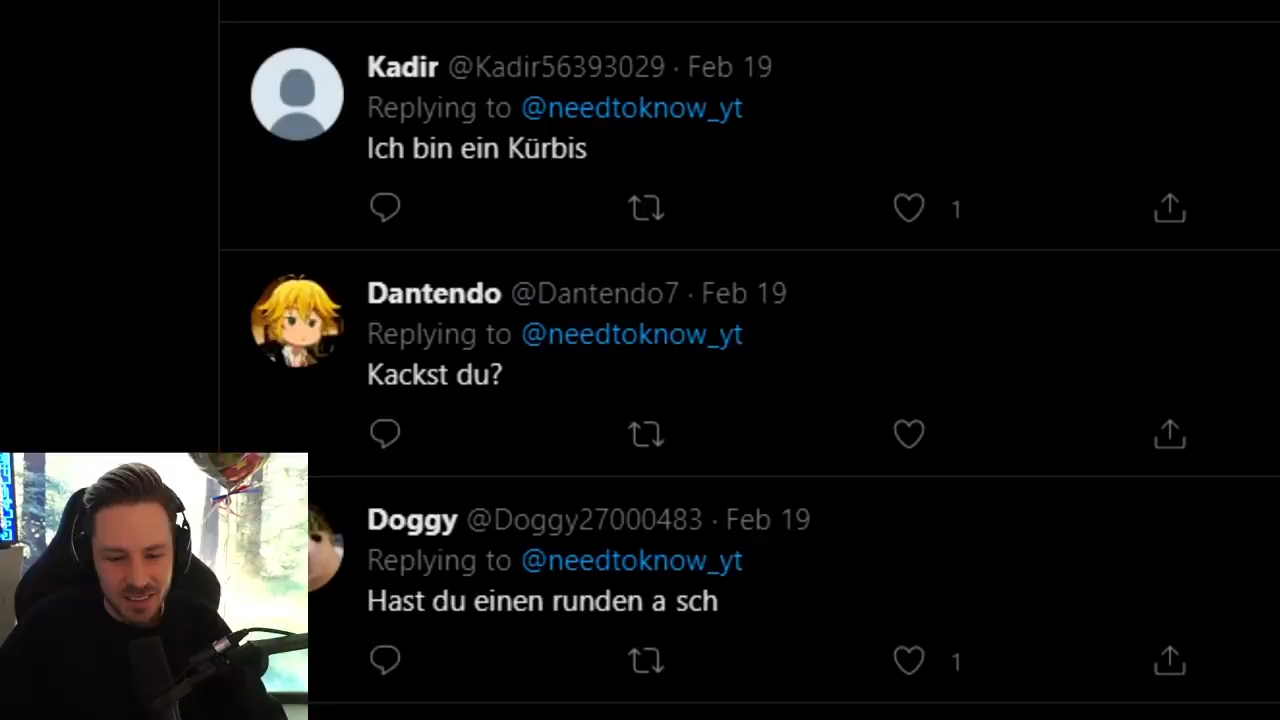 Kadir @Kadir56393029 · Feb 19
Replying to @needtoknow_yt
Ich bin ein Kürbis
1
Dantendo @Dantendo7 · Feb 19
Replying to @needtoknow_yt
Kackst du?
Doggy @Doggy27000483 · Feb 19
Replying to @needtoknow_yt
Hast du einen runden a sch
1